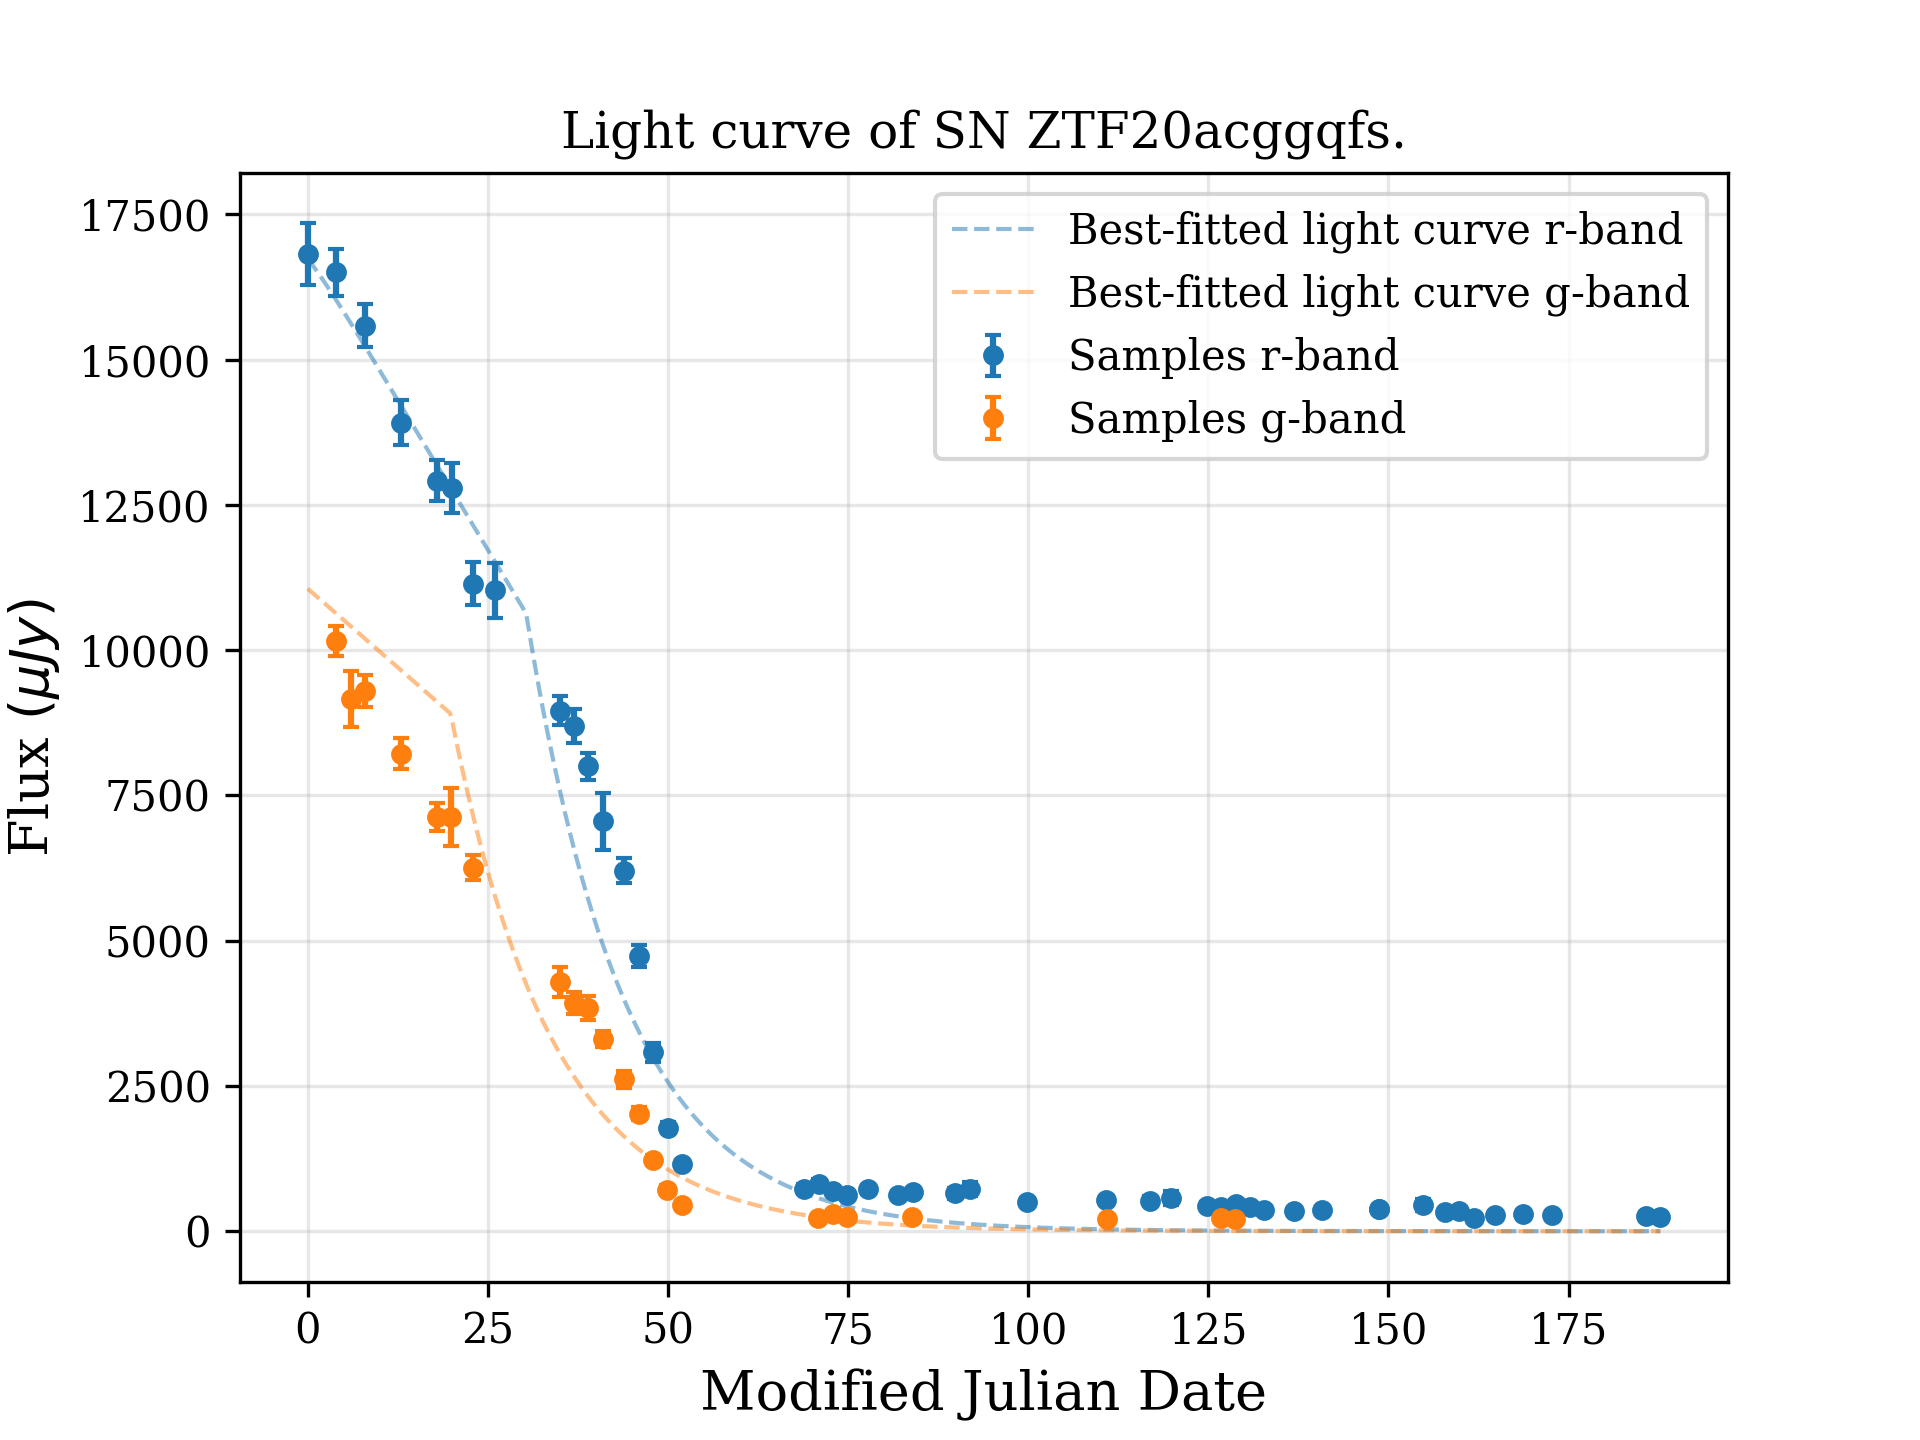 Light curve of SN ZTF20acggqfs.
17500
15000
12500
10000
7500
5000
2500
0
Flux (μJy)
Best-fitted light curve r-band
Best-fitted light curve g-band
Samples r-band
Samples g-band
0 25 50 75 100 125 150 175
Modified Julian Date